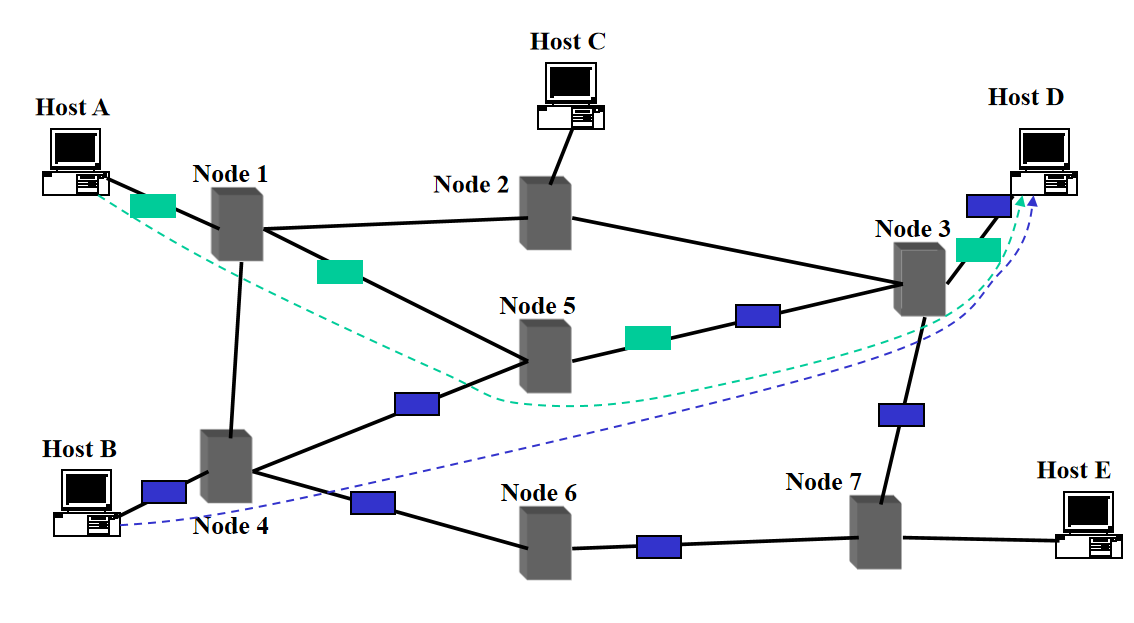 Host C
Host A
Host D
Node 1
Node 2
Node 3
Node 5
Host B
Node 4
Node 6
Node 7
Host E